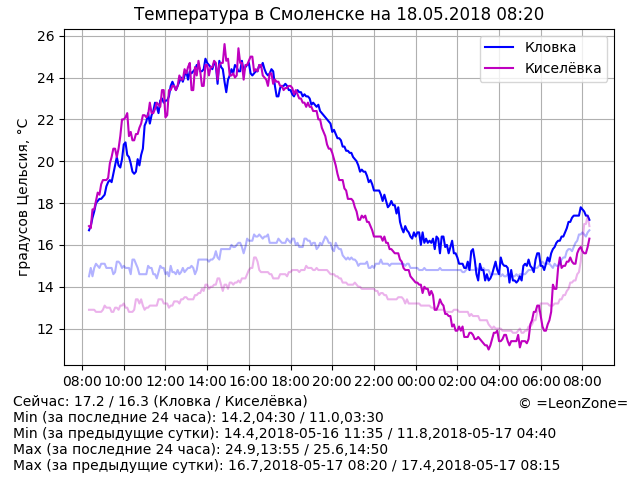 Температура в Смоленске на 18.05.2018 08:20
Кловка
Киселёвка
градусов Цельсия, °C
26
24
22
20
18
16
14
12
08:00 10:00 12:00 14:00 16:00 18:00 20:00 22:00 00:00 02:00 04:00 06:00 08:00
Сейчас: 17.2 / 16.3 (Кловка / Киселёвка)
© =LeonZone=
Min (за последние 24 часа): 14.2,04:30 / 11.0,03:30
Min (за предыдущие сутки): 14.4,2018-05-16 11:35 / 11.8,2018-05-17 04:40
Max (за последние 24 часа): 24.9,13:55 / 25.6,14:50
Max (за предыдущие сутки): 16.7,2018-05-17 08:20 / 17.4,2018-05-17 08:15